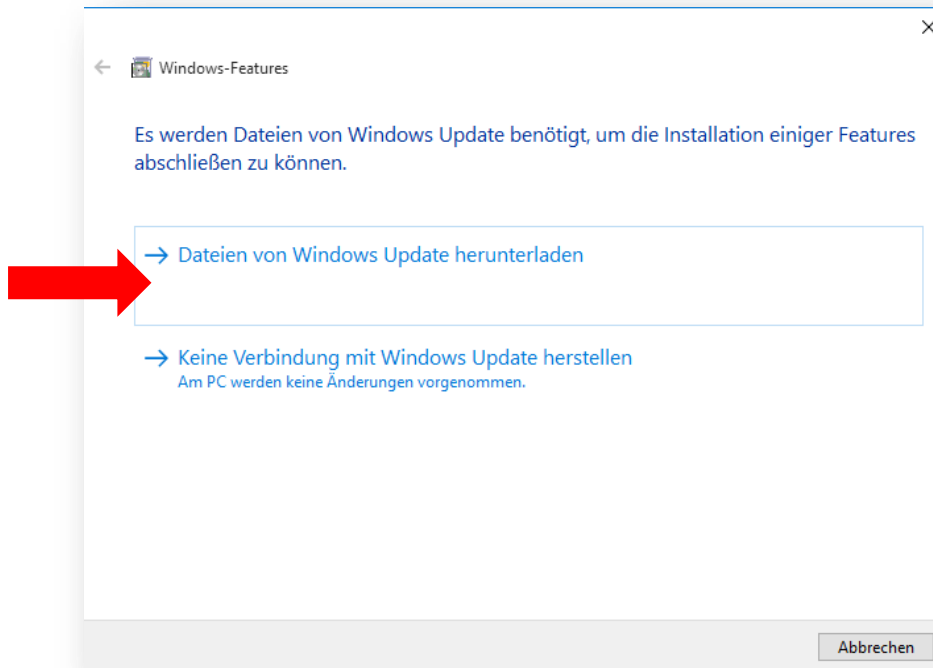 Windows-Features
Es werden Dateien von Windows Update benötigt, um die Installation einiger Features
abschließen zu können.
Dateien von Windows Update herunterladen
Keine Verbindung mit Windows Update herstellen
Am PC werden keine Änderungen vorgenommen.
Abbrechen